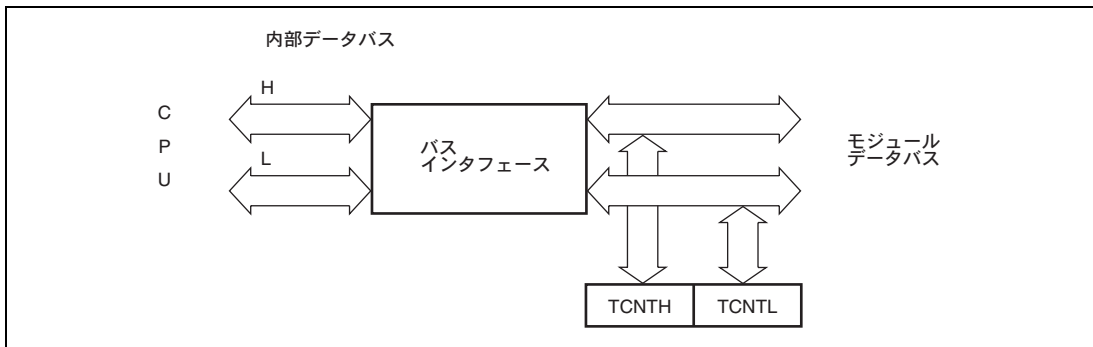 内部データバス
H
C
P
U
L
バス
インタフェース
モジュール
データバス
TCNTH
TCNTL